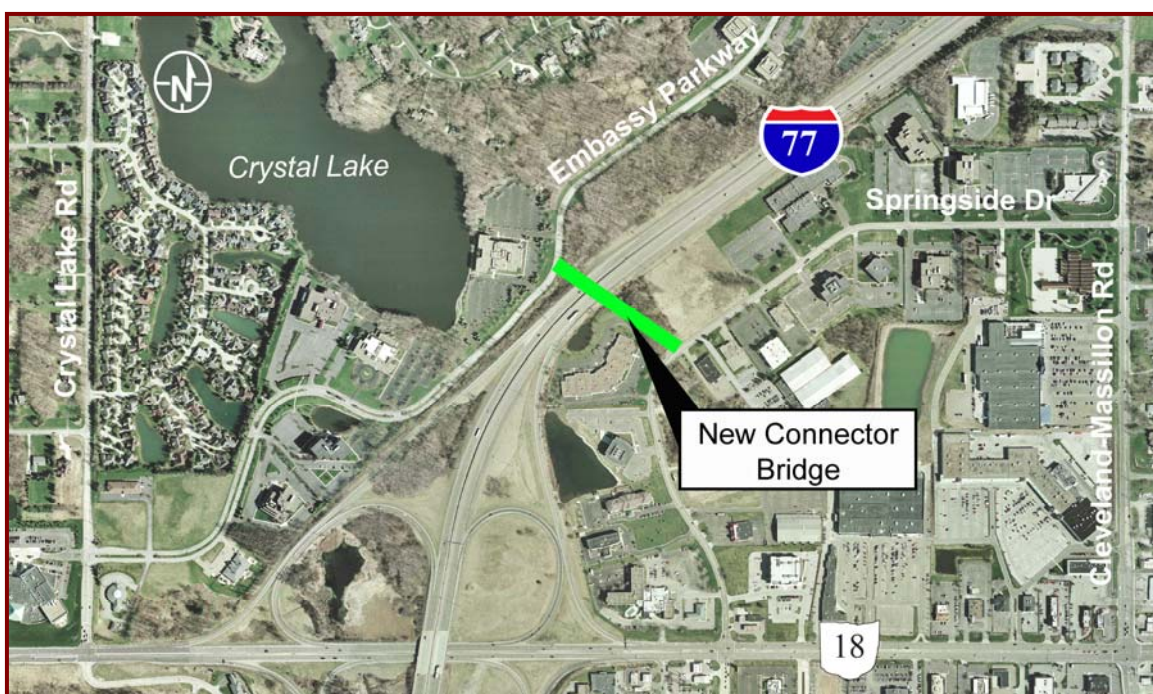 N
Crystal Lake
Crystal Lake Rd
Embassy Parkway
77
Springside Dr
New Connector
Bridge
Cleveland-Massillon Rd
18